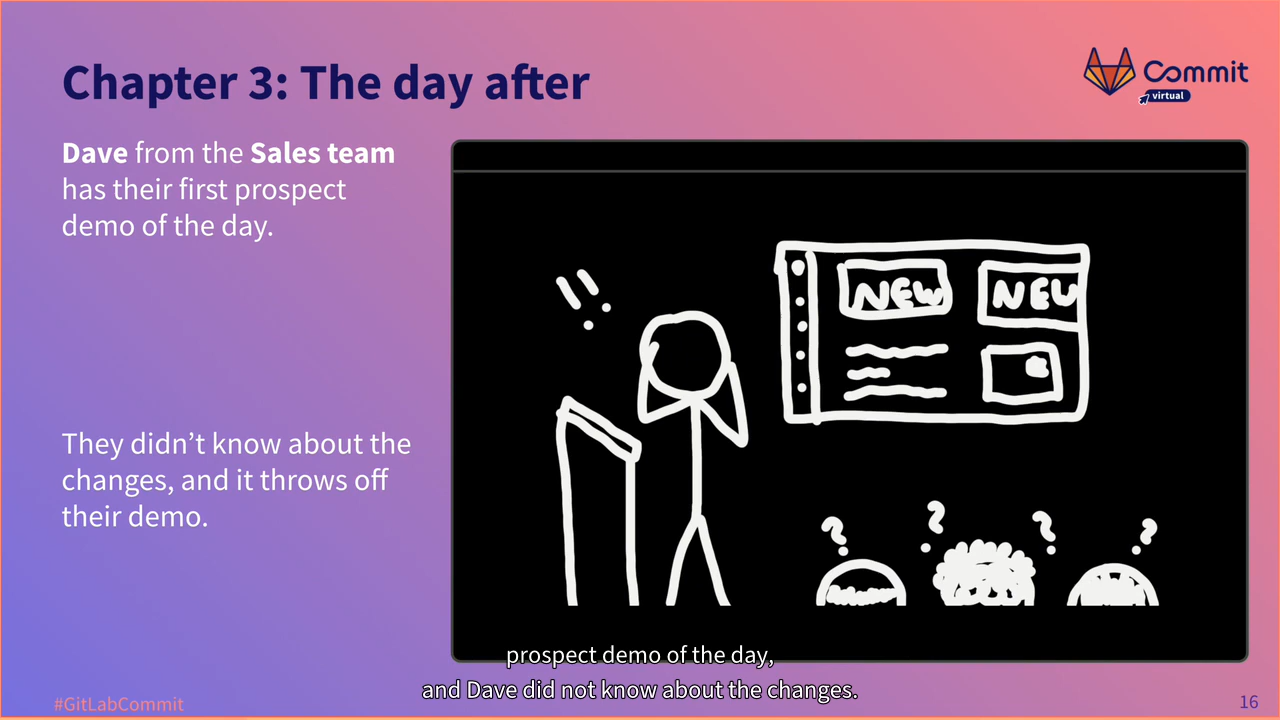 Chapter 3: The day after
Commit
virtual
Dave from the Sales team
has their first prospect
demo of the day.
They didn’t know about the
changes, and it throws off
their demo.
!!
NEW
NEW
? ? ? ?
prospect demo of the day,
and Dave did not know about the changes.
#GitLabCommit
16